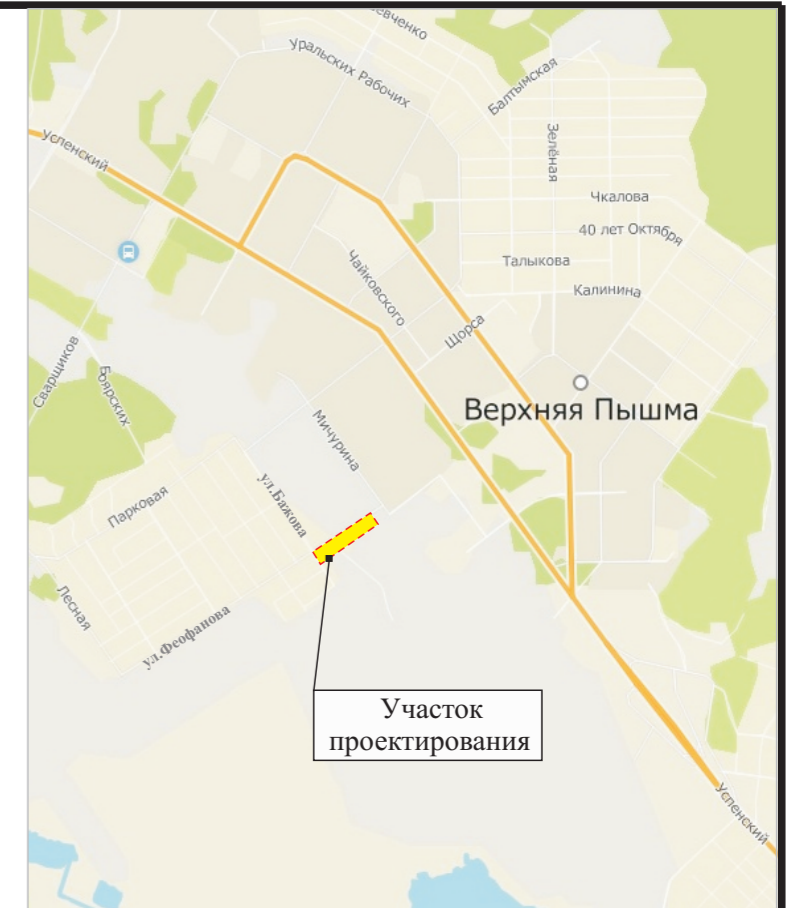 евченко
Уральских Рабочих
Балтымская
Успенский
Зелёная
Чкалова
40 лет Октября
Талыкова
Чайковского
Калинина
Щорса
Сварщиков
Боярских
Верхняя Пышма
Мичурина
Парковая
ул.Бажова
Лесная
ул.Феофанова
Участок
проектирования
Успенский